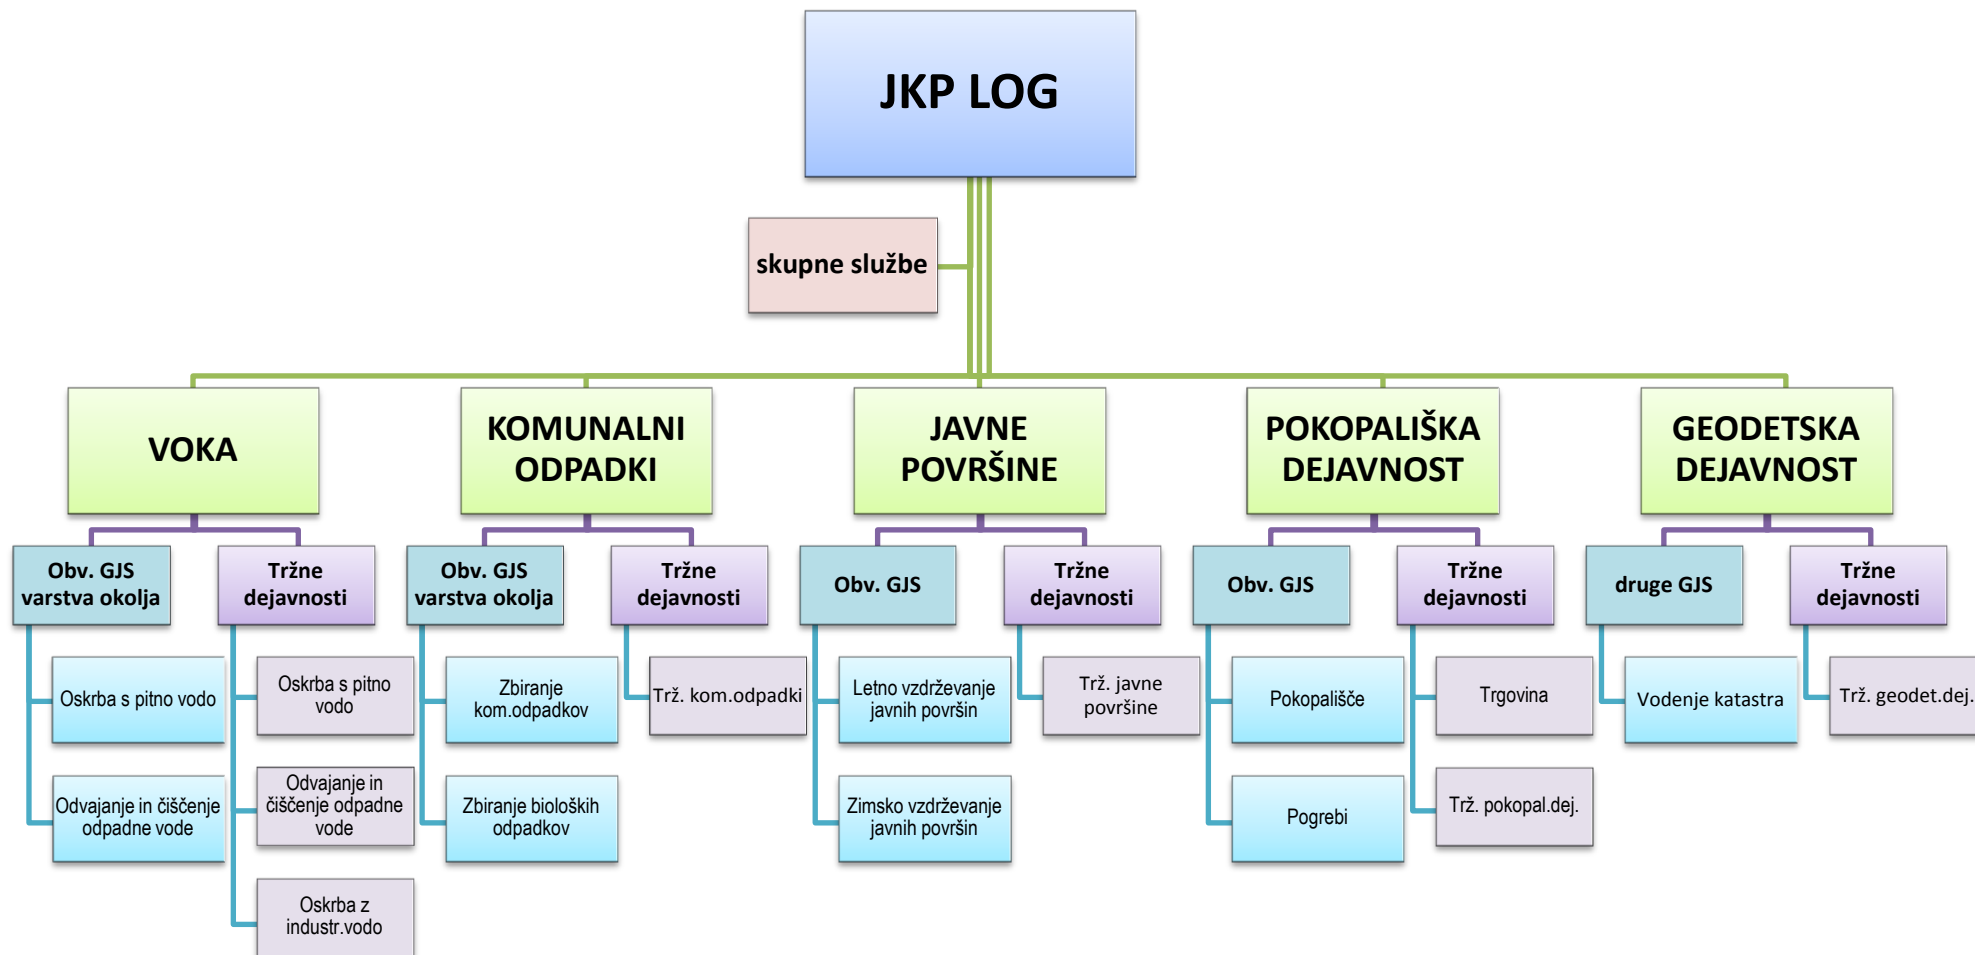 JKP LOG
skupne službe
VOKA
KOMUNALNI
ODPADKI
JAVNE
POVRŠINE
POKOPALIŠKA
DEJAVNOST
GEODETSKA
DEJAVNOST
Obv. GJS
varstva okolja
Tržne
dejavnosti
Obv. GJS
varstva okolja
Tržne
dejavnosti
Obv. GJS
Tržne
dejavnosti
Obv. GJS
Tržne
dejavnosti
druge GJS
Tržne
dejavnosti
Oskrba s pitno vodo
Odvajanje in čiščenje
odpadne vode
Oskrba s pitno
vodo
Odvajanje in
čiščenje odpadne
vode
Oskrba z
industr.vodo
Zbiranje
kom.odpadkov
Zbiranje bioloških
odpadkov
Trž. kom.odpadki
Letno vzdrževanje
javnih površin
Zimsko vzdrževanje
javnih površin
Trž. javne
površine
Pokopališče
Pogrebi
Trgovina
Trž. pokopal.dej.
Vodenje katastra
Trž. geodet.dej.